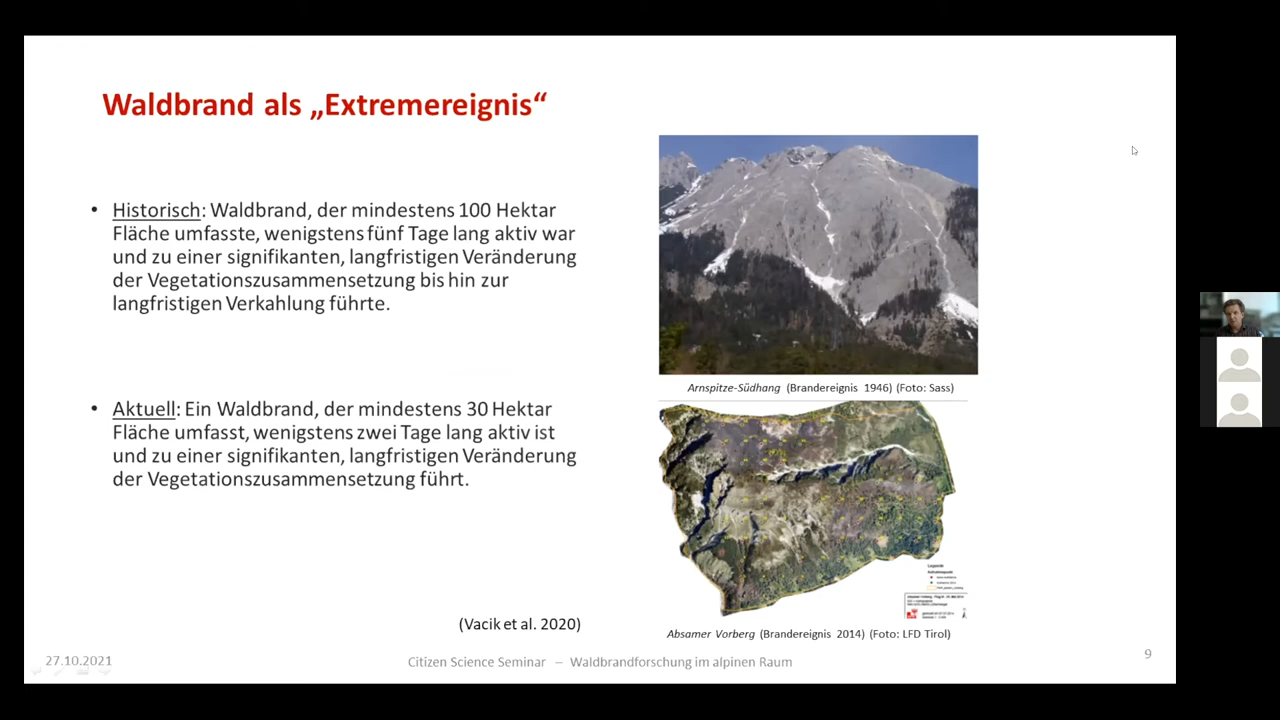 Waldbrand als „Extremereignis“
• Historisch: Waldbrand, der mindestens 100 Hektar
Fläche umfasste, wenigstens fünf Tage lang aktiv war
und zu einer signifikanten, langfristigen Veränderung
der Vegetationszusammensetzung bis hin zur
langfristigen Verkahlung führte.
• Aktuell: Ein Waldbrand, der mindestens 30 Hektar
Fläche umfasst, wenigstens zwei Tage lang aktiv ist
und zu einer signifikanten, langfristigen Veränderung
der Vegetationszusammensetzung führt.
(Vacik et al. 2020)
Arnspitze-Südhang (Brandereignis 1946) (Foto: Sass)
Legende
Absamer Vorberg (Brandereignis 2014) (Foto: LFD Tirol)
27.10.2021
Citizen Science Seminar – Waldbrandforschung im alpinen Raum
9